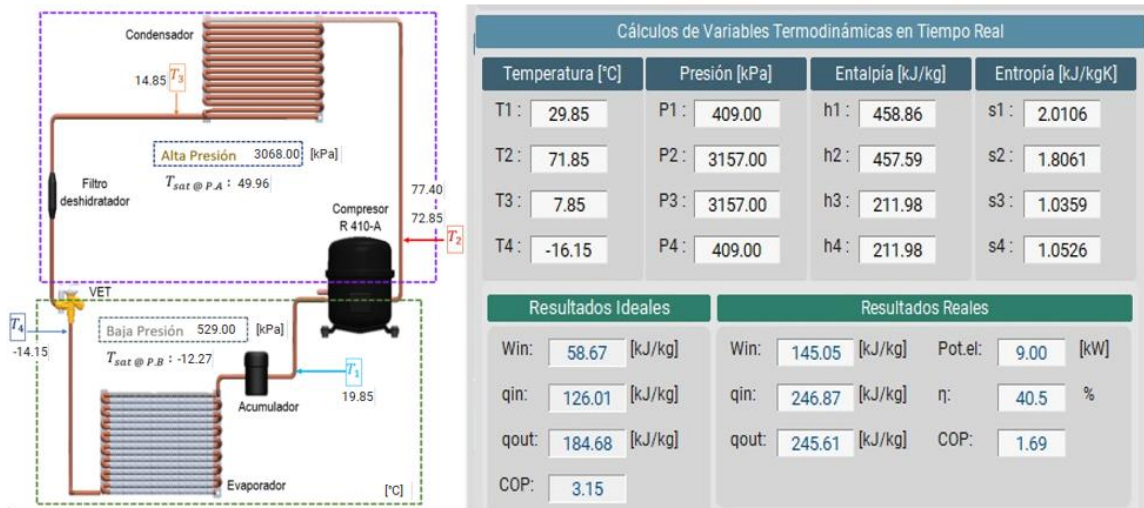 Condensador
14.85 T3
Alta Presión 3068.00 [kPa]
T sat @ P.A : 49.96
Filtro
deshidratador
77.40
72.85
Compresor
R 410-A
T2
VET
T4
-14.15
Baja Presión 529.00 [kPa]
T sat @ P.B : -12.27
T1
19.85
Acumulador
Evaporador
[°C]
Cálculos de Variables Termodinámicas en Tiempo Real
Temperatura [°C] Presión [kPa] Entalpía [kJ/kg] Entropía [kJ/kgK]
T1 : 29.85 P1 : 409.00 h1 : 458.86 s1 : 2.0106
T2 : 71.85 P2 : 3157.00 h2 : 457.59 s2 : 1.8061
T3 : 7.85 P3 : 3157.00 h3 : 211.98 s3 : 1.0359
T4 : -16.15 P4 : 409.00 h4 : 211.98 s4 : 1.0526
Resultados Ideales
Win: 58.67 [kJ/kg]
qin: 126.01 [kJ/kg]
qout: 184.68 [kJ/kg]
COP: 3.15
Resultados Reales
Win: 145.05 [kJ/kg] Pot.el: 9.00 [kW]
qin: 246.87 [kJ/kg] η: 40.5 %
qout: 245.61 [kJ/kg] COP: 1.69